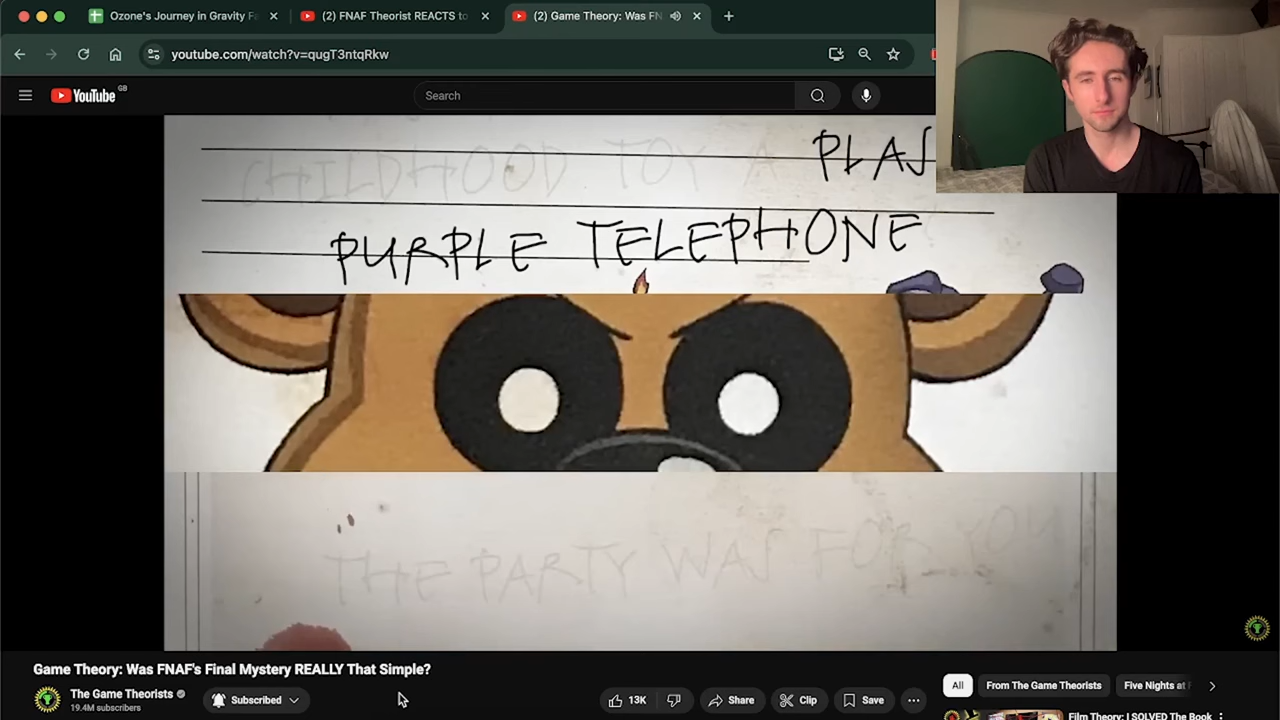 Ozone's Journey in Gravity Fa
(2) FNAF Theorist REACTS to
(2) Game Theory: Was FN
youtube.com/watch?v=qugT3ntqRkw
YouTube GB
Search
CHILDHOOD TOY A PLAS
PURPLE TELEPHONE
THE PARTY WAS FOR YOU
Game Theory: Was FNAF's Final Mystery REALLY That Simple?
The Game Theorists
19.4M subscribers
Subscribed
13K
Share
Clip
Save
All
From The Game Theorists
Five Nights at F
Film Theory: I SOLVED The Book